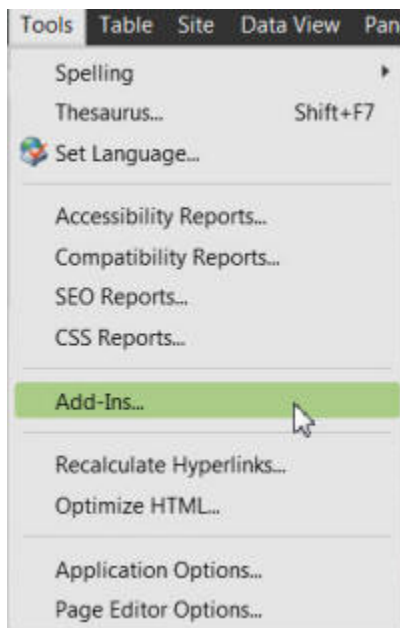 Tools Table Site Data View Pan
Spelling
Thesaurus... Shift+F7
Set Language...
Accessibility Reports...
Compatibility Reports...
SEO Reports...
CSS Reports...
Add-Ins...
Recalculate Hyperlinks...
Optimize HTML...
Application Options...
Page Editor Options...